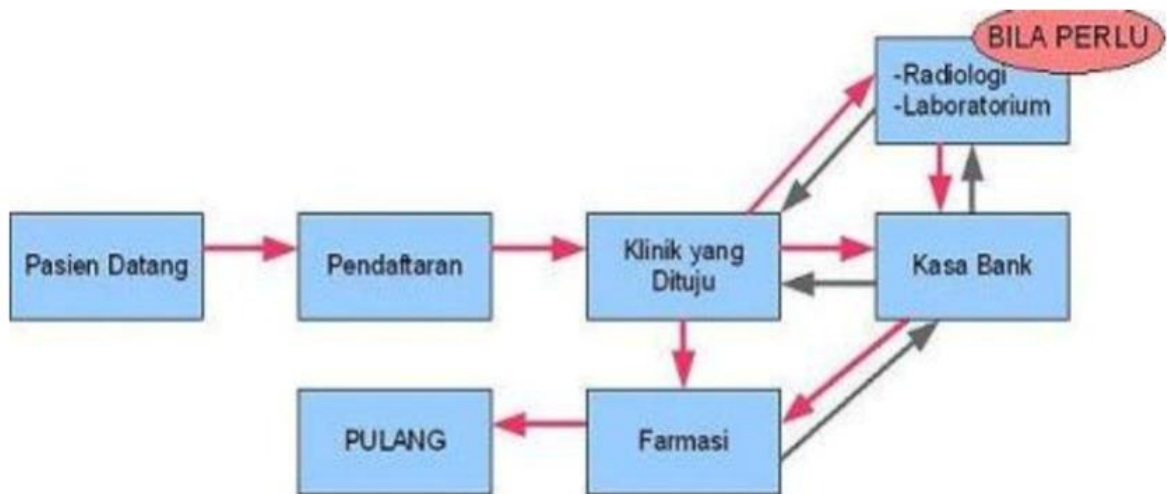 BILA PERLU
-Radiologi
-Laboratorium
Pasien Datang
Pendaftaran
Klinik yang
Dituju
Kasa Bank
PULANG
Farmasi